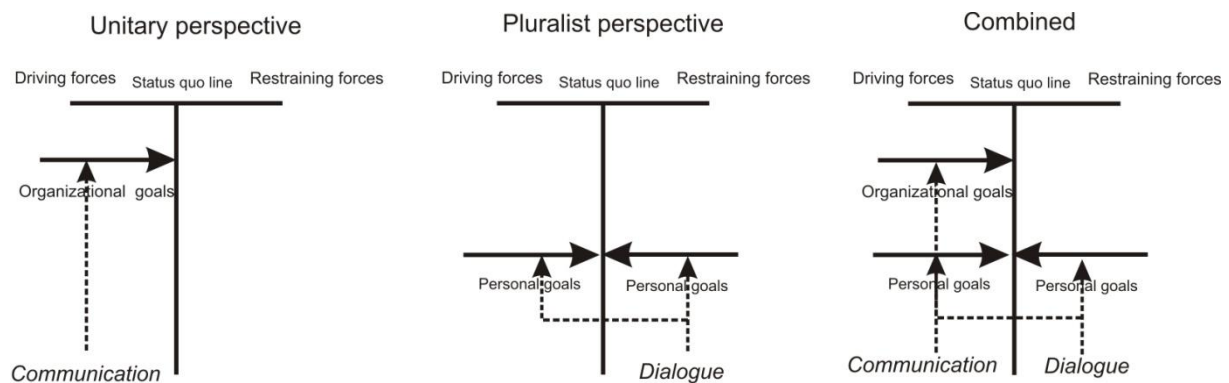 Unitary perspective
Driving forces Status quo line Restraining forces
Organizational goals
Communication
Pluralist perspective
Driving forces Status quo line Restraining forces
Personal goals Personal goals
Dialogue
Combined
Driving forces Status quo line Restraining forces
Organizational goals
Personal goals Personal goals
Communication Dialogue